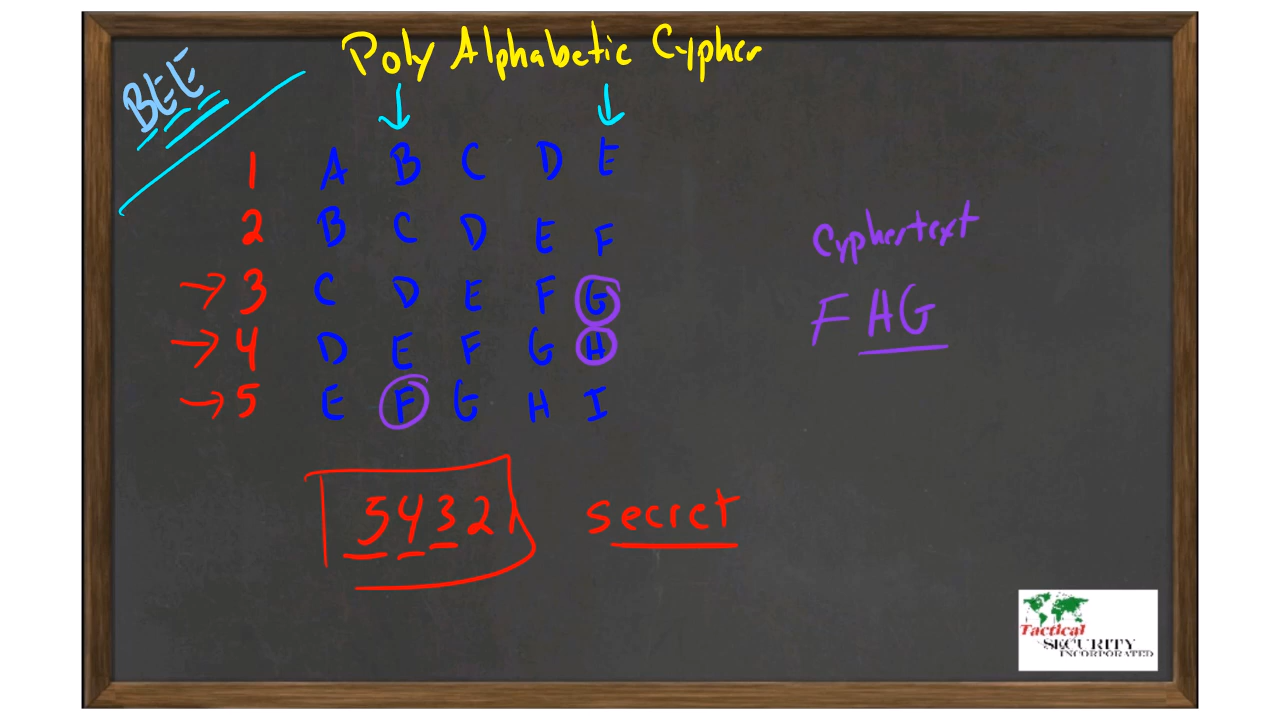 Poly Alphabetic Cypher
BEE
1 A B C D E
2 B C D E F
3 C D E F G
4 D E F G H
5 E F G H I
Cyphertext
FHG
54321 secret
Tactical
SECURITY
INCORPORATED